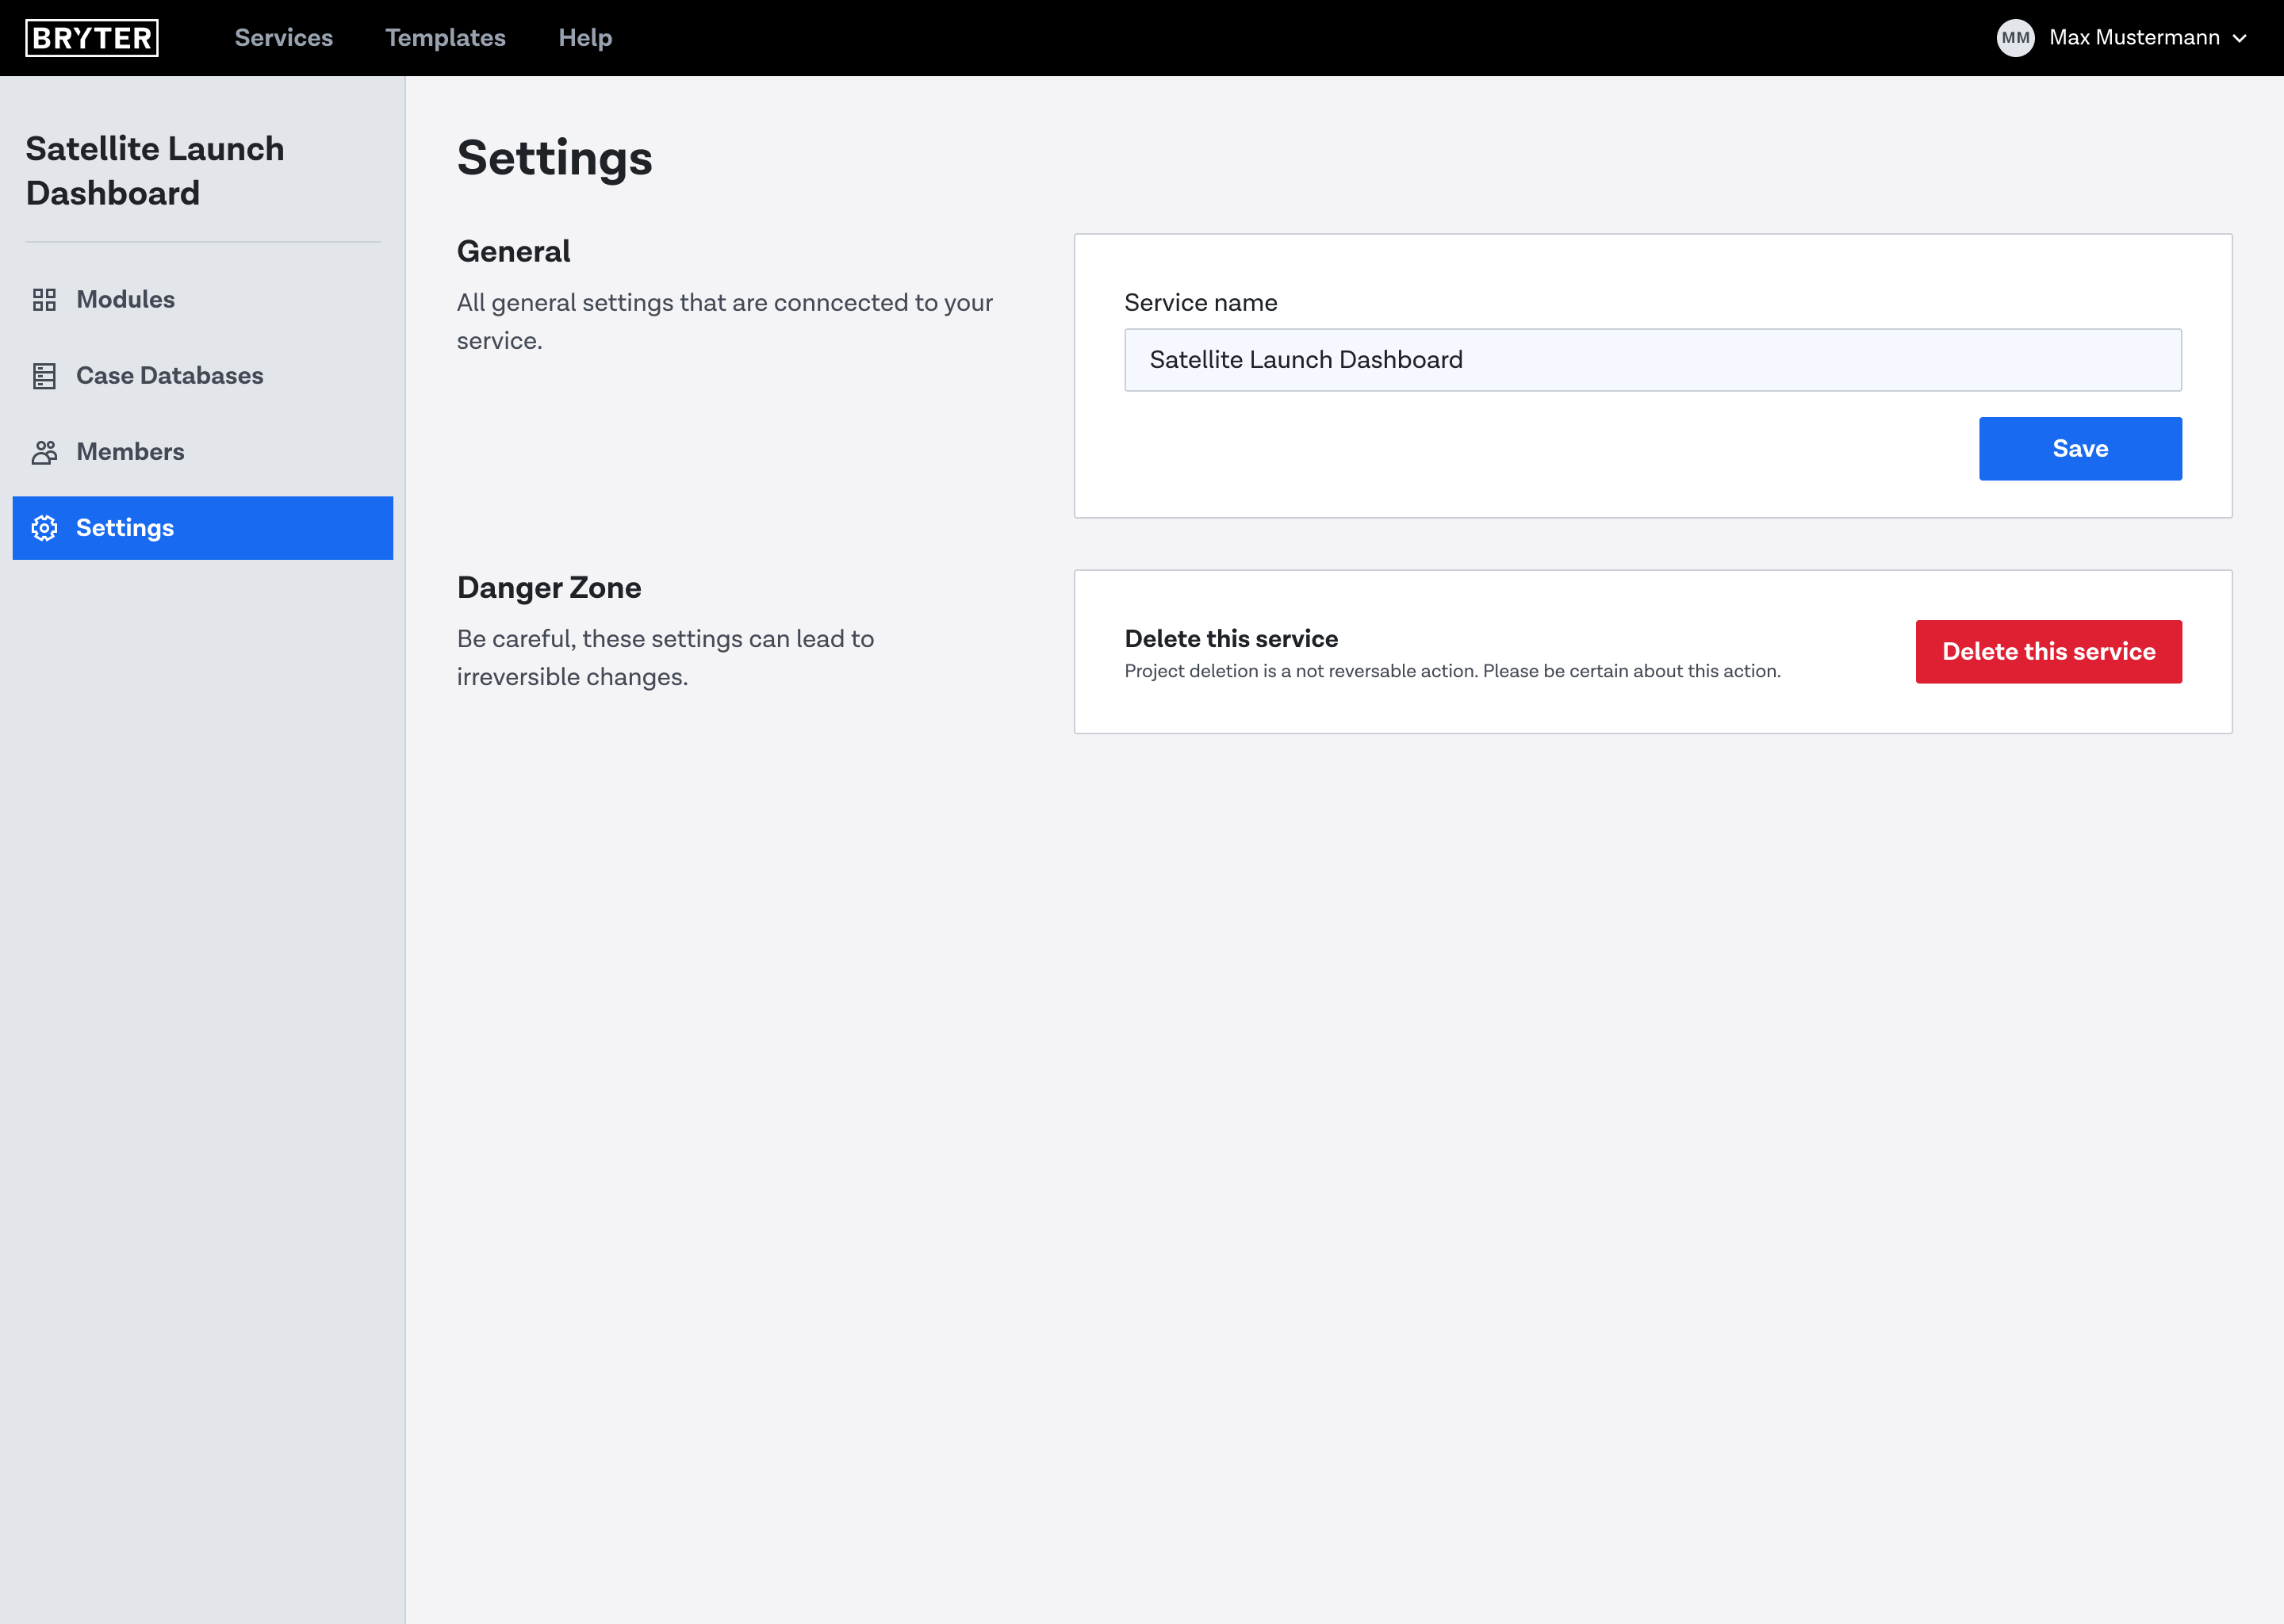 BRYTER
Services
Templates
Help
MM
Max Mustermann
Satellite Launch
Dashboard
Modules
Case Databases
Members
Settings
Settings
General
All general settings that are conncected to your
service.
Service name
Satellite Launch Dashboard
Save
Danger Zone
Be careful, these settings can lead to
irreversible changes.
Delete this service
Project deletion is a not reversable action. Please be certain about this action.
Delete this service